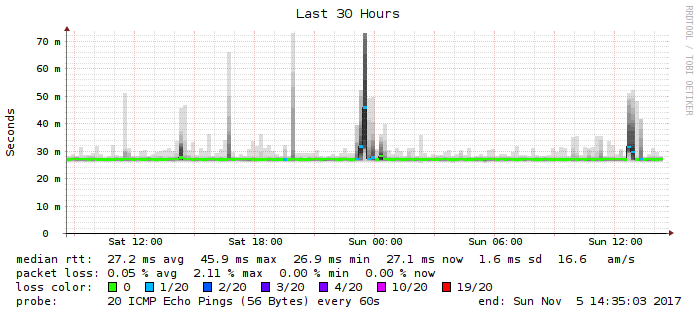 Last 30 Hours
RRDTOOL / TOBI OETIKER
Seconds
70 m
60 m
50 m
40 m
30 m
20 m
10 m
0
Sat 12:00 Sat 18:00 Sun 00:00 Sun 06:00 Sun 12:00
median rtt: 27.2 ms avg 45.9 ms max 26.9 ms min 27.1 ms now 1.6 ms sd 16.6 am/s
packet loss: 0.05 % avg 2.11 % max 0.00 % min 0.00 % now
loss color: 0 1/20 2/20 3/20 4/20 10/20 19/20
probe: 20 ICMP Echo Pings (56 Bytes) every 60s end: Sun Nov 5 14:35:03 2017